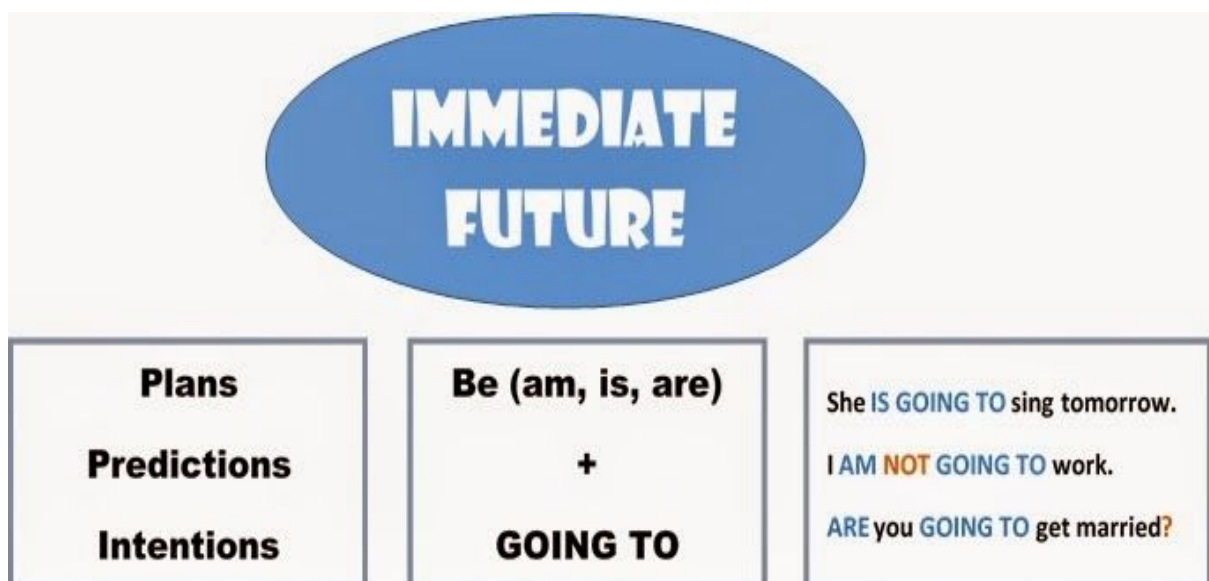 IMMEDIATE
FUTURE
Plans
Predictions
Intentions
Be (am, is, are)
+
GOING TO
She IS GOING TO sing tomorrow.
I AM NOT GOING TO work.
ARE you GOING TO get married?